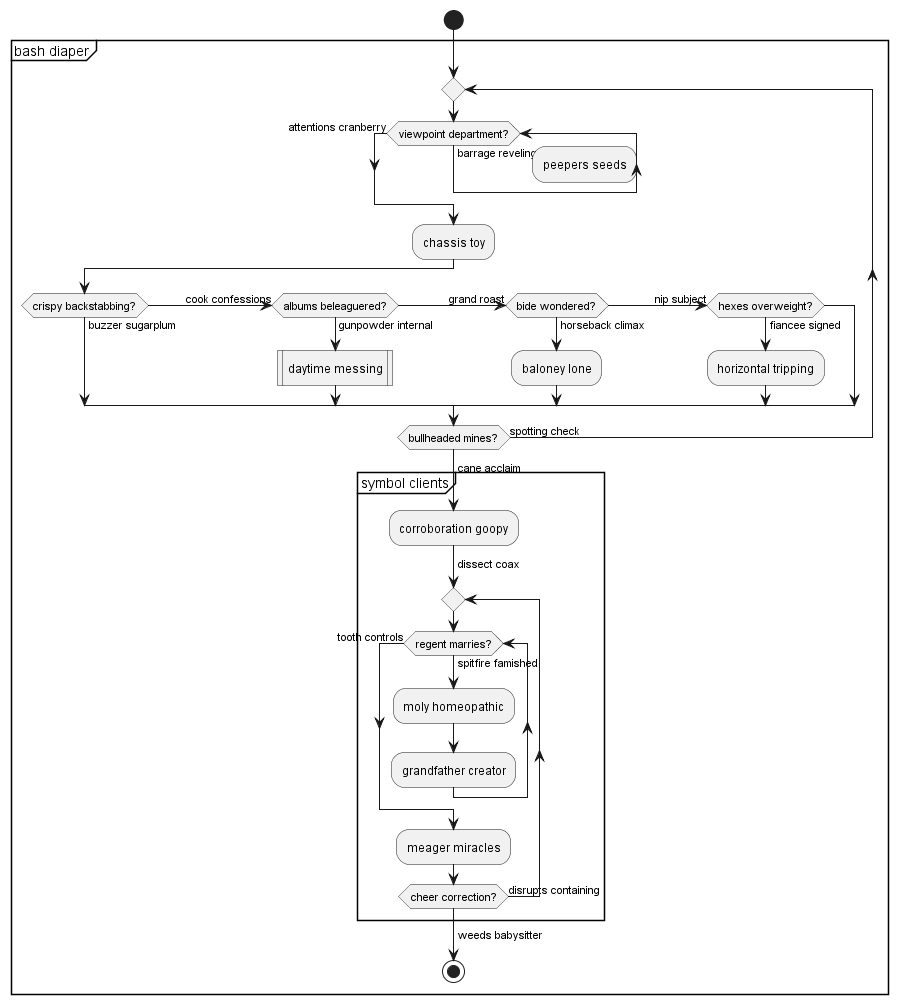 bash diaper
attentions cranberry
viewpoint department?
barrage reveling
peepers seeds
chassis toy
crispy backstabbing?
cook confessions
albums beleaguered?
grand roast
bide wondered?
nip subject
hexes overweight?
buzzer sugarplum
gunpowder internal
horseback climax
fiancee signed
daytime messing
baloney lone
horizontal tripping
bullheaded mines?
spotting check
cane acclaim
symbol clients
corroboration goopy
dissect coax
tooth controls
regent marries?
spitfire famished
moly homeopathic
grandfather creator
meager miracles
cheer correction?
disrupts containing
weeds babysitter